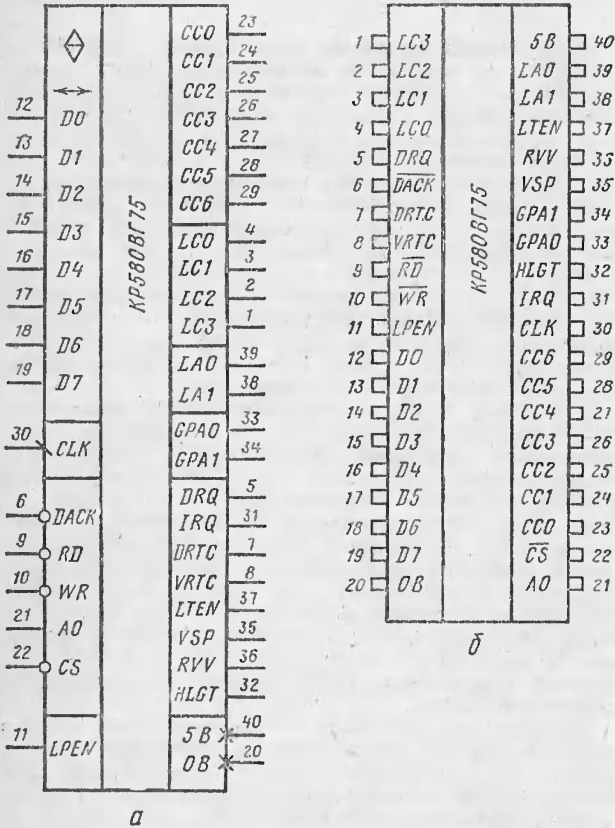 23
CC0
24
CC1
25
CC2
26
12
D0
CC3
27
13
D1
CC4
28
14
D2
CC5
29
15
D3
CC6
16
D4
4
LC0
17
D5
3
LC1
18
D6
2
LC2
19
D7
1
LC3
КР580ВГ75
39
LA0
38
LA1
30
CLK
33
GPA0
34
GPA1
6
DACK
5
DRQ
9
RD
31
IRQ
10
WR
7
DRTC
21
A0
8
VRTC
22
CS
37
LTEN
35
VSP
36
RVV
32
HLGT
11
LPEN
40
5В
20
0В
а
1 LC3 5В 40
2 LC2 LA0 39
3 LC1 LA1 38
4 LC0 LTEN 37
5 DRQ RVV 36
6 DACK VSP 35
7 DRTC GPA1 34
8 VRTC GPA0 33
9 RD HLGT 32
10 WR IRQ 31
11 LPEN CLK 30
12 D0 CC6 29
13 D1 CC5 28
14 D2 CC4 27
15 D3 CC3 26
16 D4 CC2 25
17 D5 CC1 24
18 D6 CC0 23
19 D7 CS 22
20 0В A0 21
КР580ВГ75
б